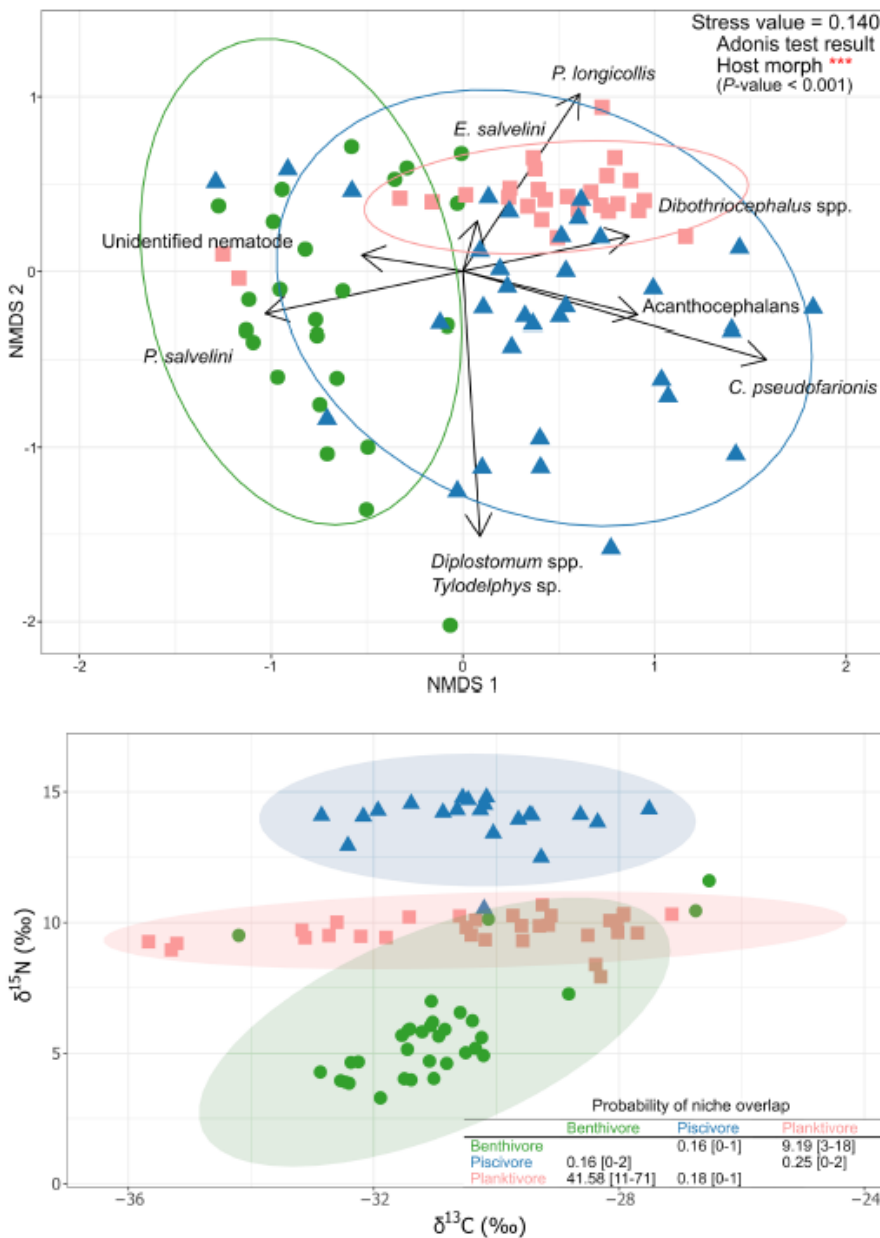 Stress value = 0.140
Adonis test result
Host morph ***
(P-value < 0.001)
P. longicollis
E. salvelini
Dibothriocephalus spp.
Unidentified nematode
Acanthocephalans
P. salvelini
C. pseudofarionis
Diplostomum spp.
Tylodelphys sp.
NMDS 2
1
0
-1
-2
-2 -1 0 1 2
NMDS 1
δ15N (‰)
15
10
5
0
Probability of niche overlap
Benthivore Piscivore Planktivore
Benthivore 0.16 [0-1] 9.19 [3-18]
Piscivore 0.16 [0-2] 0.25 [0-2]
Planktivore 41.58 [11-71] 0.18 [0-1]
−36 −32 −28 −24
δ13C (‰)